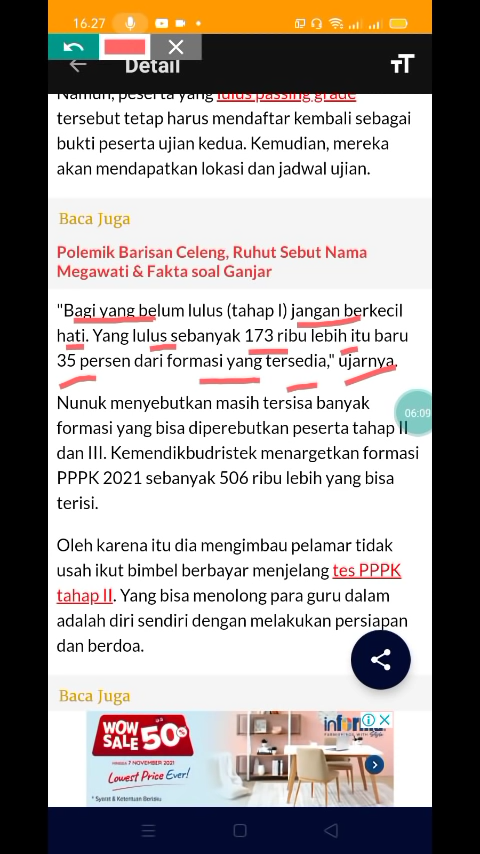 16.27
Detail
Namun, peserta yang lulus passing grade
tersebut tetap harus mendaftar kembali sebagai
bukti peserta ujian kedua. Kemudian, mereka
akan mendapatkan lokasi dan jadwal ujian.
Baca Juga
Polemik Barisan Celeng, Ruhut Sebut Nama
Megawati & Fakta soal Ganjar
"Bagi yang belum lulus (tahap I) jangan berkecil
hati. Yang lulus sebanyak 173 ribu lebih itu baru
35 persen dari formasi yang tersedia," ujarnya.
06:09
Nunuk menyebutkan masih tersisa banyak
formasi yang bisa diperebutkan peserta tahap II
dan III. Kemendikbudristek menargetkan formasi
PPPK 2021 sebanyak 506 ribu lebih yang bisa
terisi.
Oleh karena itu dia mengimbau pelamar tidak
usah ikut bimbel berbayar menjelang tes PPPK
tahap II. Yang bisa menolong para guru dalam
adalah diri sendiri dengan melakukan persiapan
dan berdoa.
Baca Juga
WOW
SALE 50%
7 NOVEMBER 2021
Lowest Price Ever!
* Syarat & Ketentuan Berlaku
informa